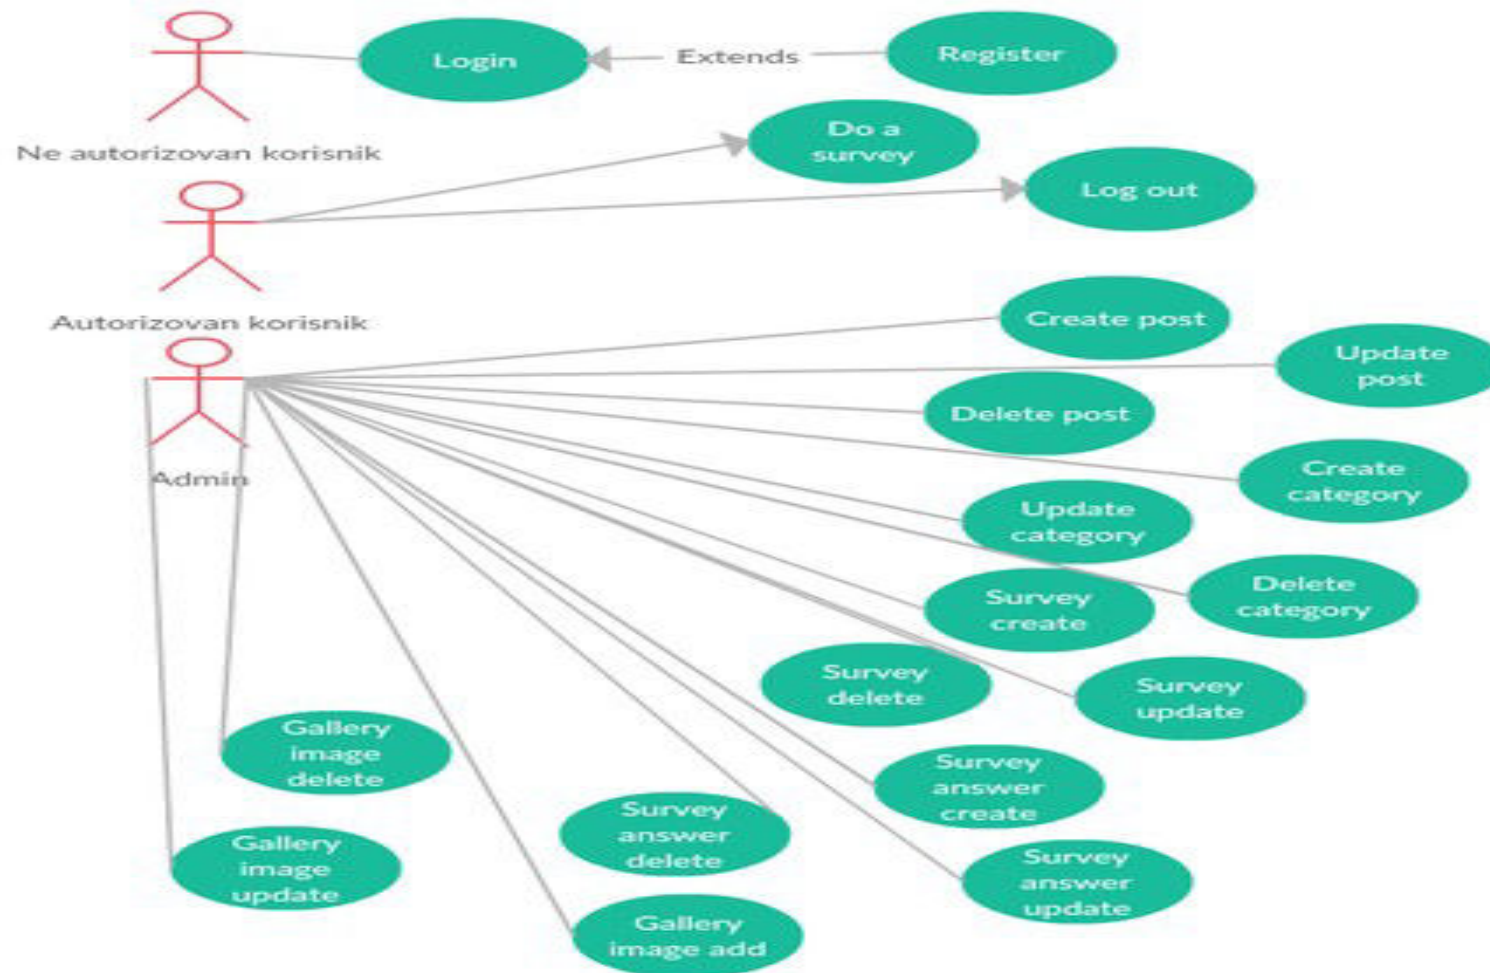 Login
Extends
Register
Ne autorizovan korisnik
Do a
survey
Log out
Autorizovan korisnik
Create post
Update
post
Delete post
Admin
Create
category
Update
category
Delete
category
Survey
create
Survey
delete
Survey
update
Gallery
image
delete
Survey
answer
create
Survey
answer
delete
Gallery
image
update
Survey
answer
update
Gallery
image add